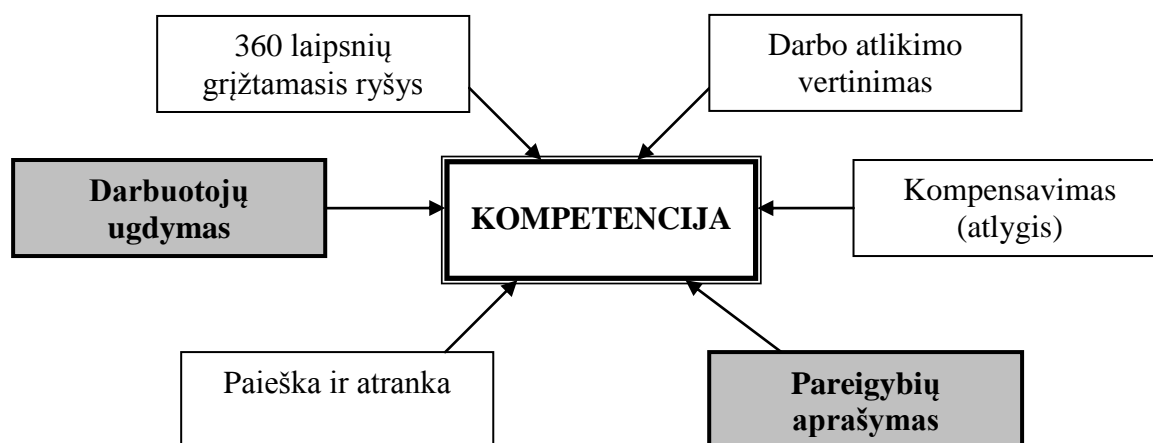 360 laipsnių
grįžtamasis ryšys
Darbo atlikimo
vertinimas
Darbuotojų
ugdymas
KOMPETENCIJA
Kompensavimas
(atlygis)
Paieška ir atranka
Pareigybių
aprašymas